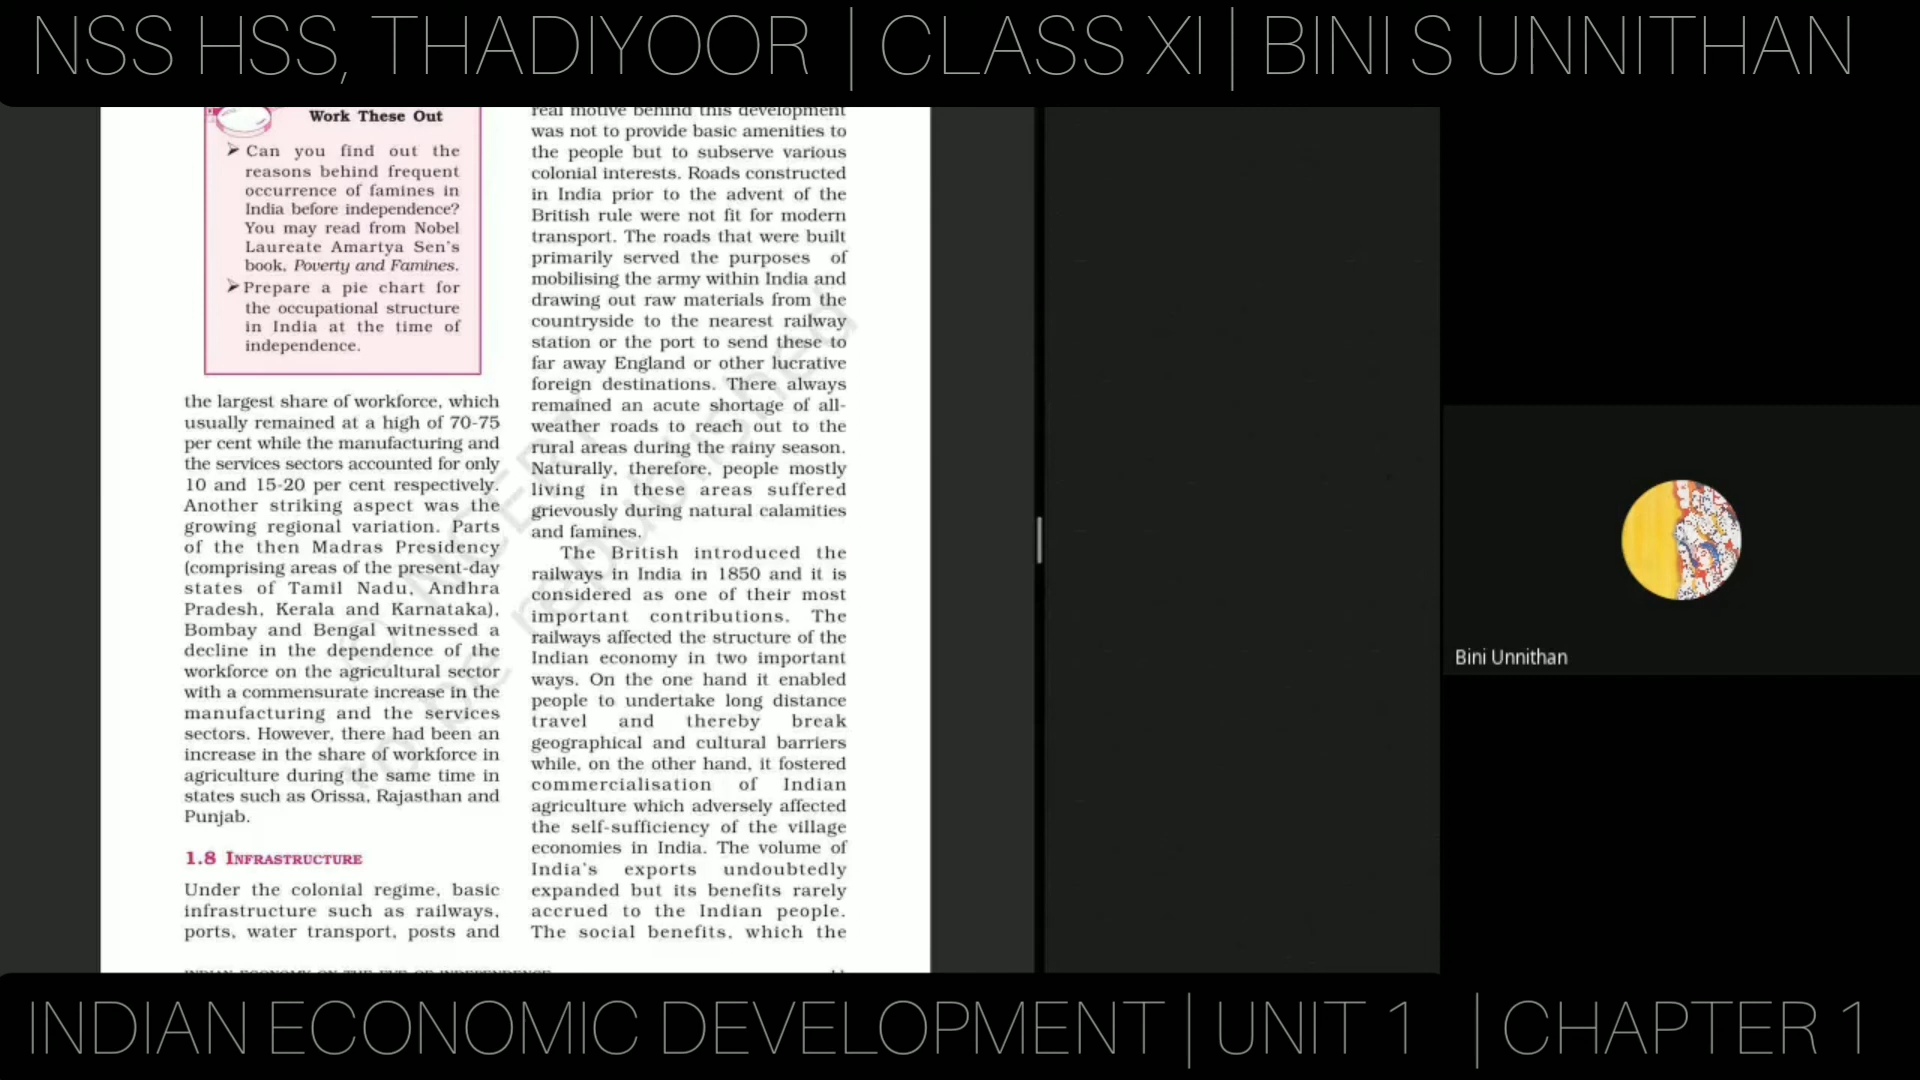 NSS HSS, THADIYOOR | CLASS XI | BINI S UNNITHAN
Work These Out
➢ Can you find out the
reasons behind frequent
occurrence of famines in
India before independence?
You may read from Nobel
Laureate Amartya Sen's
book, Poverty and Famines.
➢ Prepare a pie chart for
the occupational structure
in India at the time of
independence.
the largest share of workforce, which
usually remained at a high of 70-75
per cent while the manufacturing and
the services sectors accounted for only
10 and 15-20 per cent respectively.
Another striking aspect was the
growing regional variation. Parts
of the then Madras Presidency
(comprising areas of the present-day
states of Tamil Nadu, Andhra
Pradesh, Kerala and Karnataka),
Bombay and Bengal witnessed a
decline in the dependence of the
workforce on the agricultural sector
with a commensurate increase in the
manufacturing and the services
sectors. However, there had been an
increase in the share of workforce in
agriculture during the same time in
states such as Orissa, Rajasthan and
Punjab.
1.8 INFRASTRUCTURE
Under the colonial regime, basic
infrastructure such as railways,
ports, water transport, posts and
real motive behind this development
was not to provide basic amenities to
the people but to subserve various
colonial interests. Roads constructed
in India prior to the advent of the
British rule were not fit for modern
transport. The roads that were built
primarily served the purposes of
mobilising the army within India and
drawing out raw materials from the
countryside to the nearest railway
station or the port to send these to
far away England or other lucrative
foreign destinations. There always
remained an acute shortage of all-
weather roads to reach out to the
rural areas during the rainy season.
Naturally, therefore, people mostly
living in these areas suffered
grievously during natural calamities
and famines.
The British introduced the
railways in India in 1850 and it is
considered as one of their most
important contributions. The
railways affected the structure of the
Indian economy in two important
ways. On the one hand it enabled
people to undertake long distance
travel and thereby break
geographical and cultural barriers
while, on the other hand, it fostered
commercialisation of Indian
agriculture which adversely affected
the self-sufficiency of the village
economies in India. The volume of
India's exports undoubtedly
expanded but its benefits rarely
accrued to the Indian people.
The social benefits, which the
INDIAN ECONOMY ON THE EVE OF INDEPENDENCE
© NCERT
to be republished
Bini Unnithan
INDIAN ECONOMIC DEVELOPMENT | UNIT 1 | CHAPTER 1